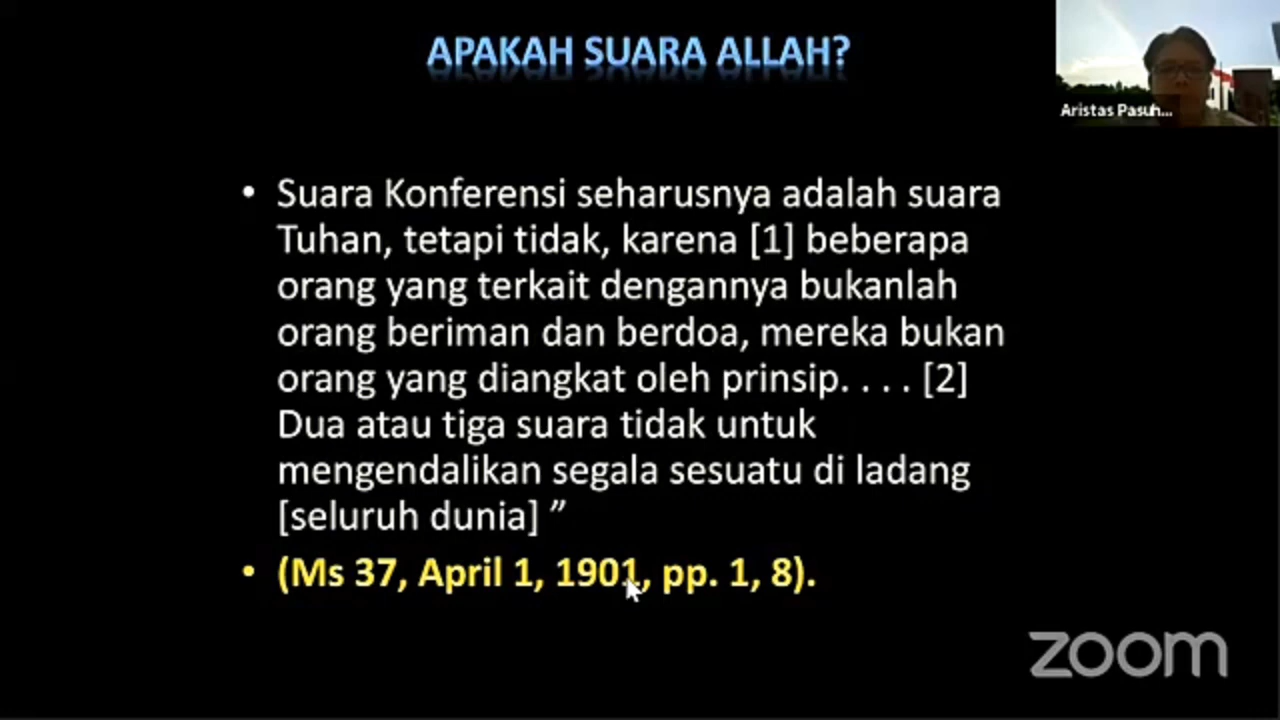 APAKAH SUARA ALLAH?
Aristas Pasuh...
• Suara Konferensi seharusnya adalah suara
Tuhan, tetapi tidak, karena [1] beberapa
orang yang terkait dengannya bukanlah
orang beriman dan berdoa, mereka bukan
orang yang diangkat oleh prinsip. . . . [2]
Dua atau tiga suara tidak untuk
mengendalikan segala sesuatu di ladang
[seluruh dunia] ”
• (Ms 37, April 1, 1901, pp. 1, 8).
zoom